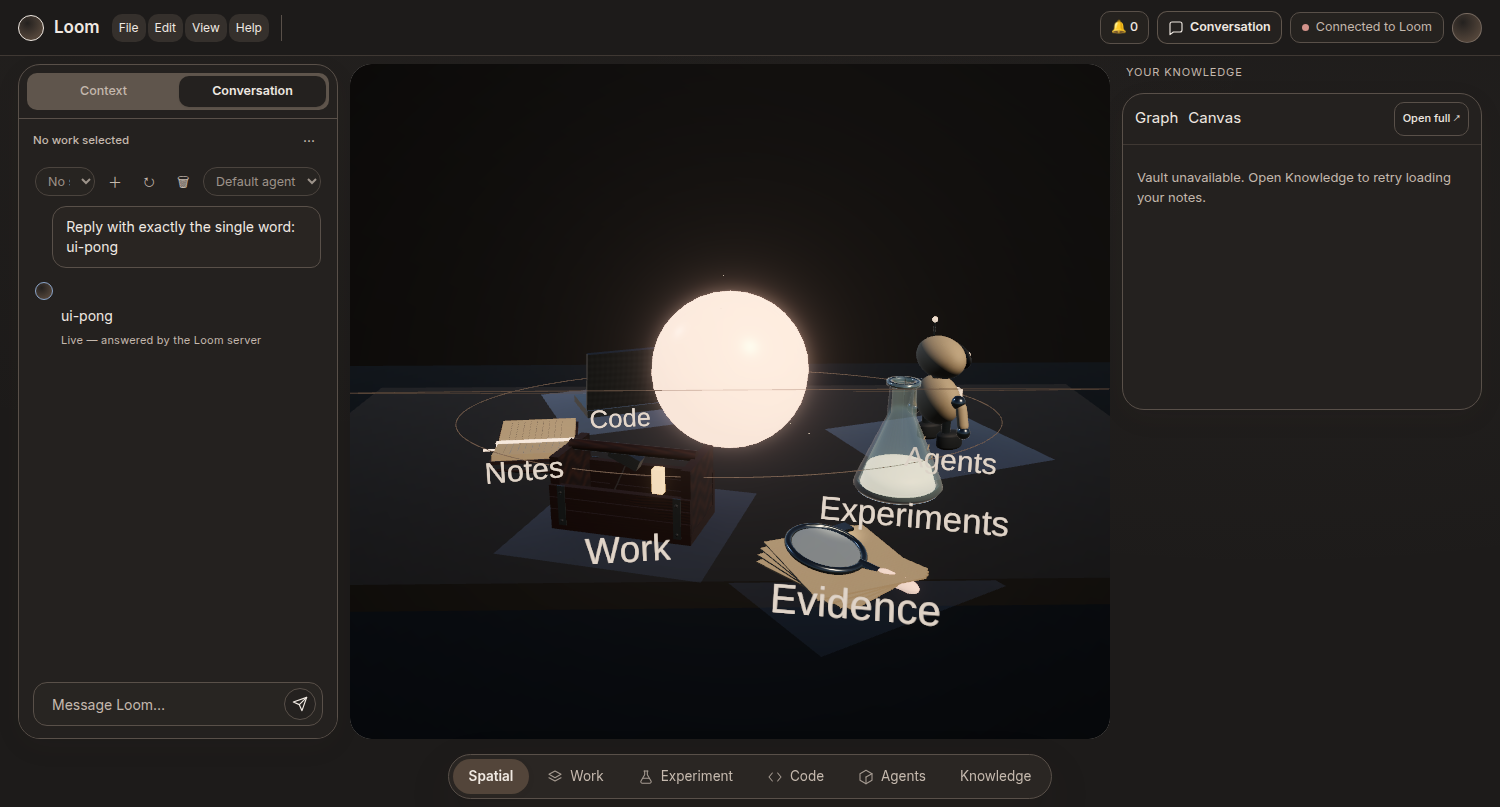 Loom
File
Edit
View
Help
🔔 0
Conversation
Connected to Loom
Context
Conversation
No work selected
...
Default agent
Reply with exactly the single word:
ui-pong
ui-pong
Live — answered by the Loom server
Message Loom...
Code
Notes
Agents
Experiments
Work
Evidence
YOUR KNOWLEDGE
Graph Canvas
Open full ↗
Vault unavailable. Open Knowledge to retry loading
your notes.
Spatial
Work
Experiment
Code
Agents
Knowledge